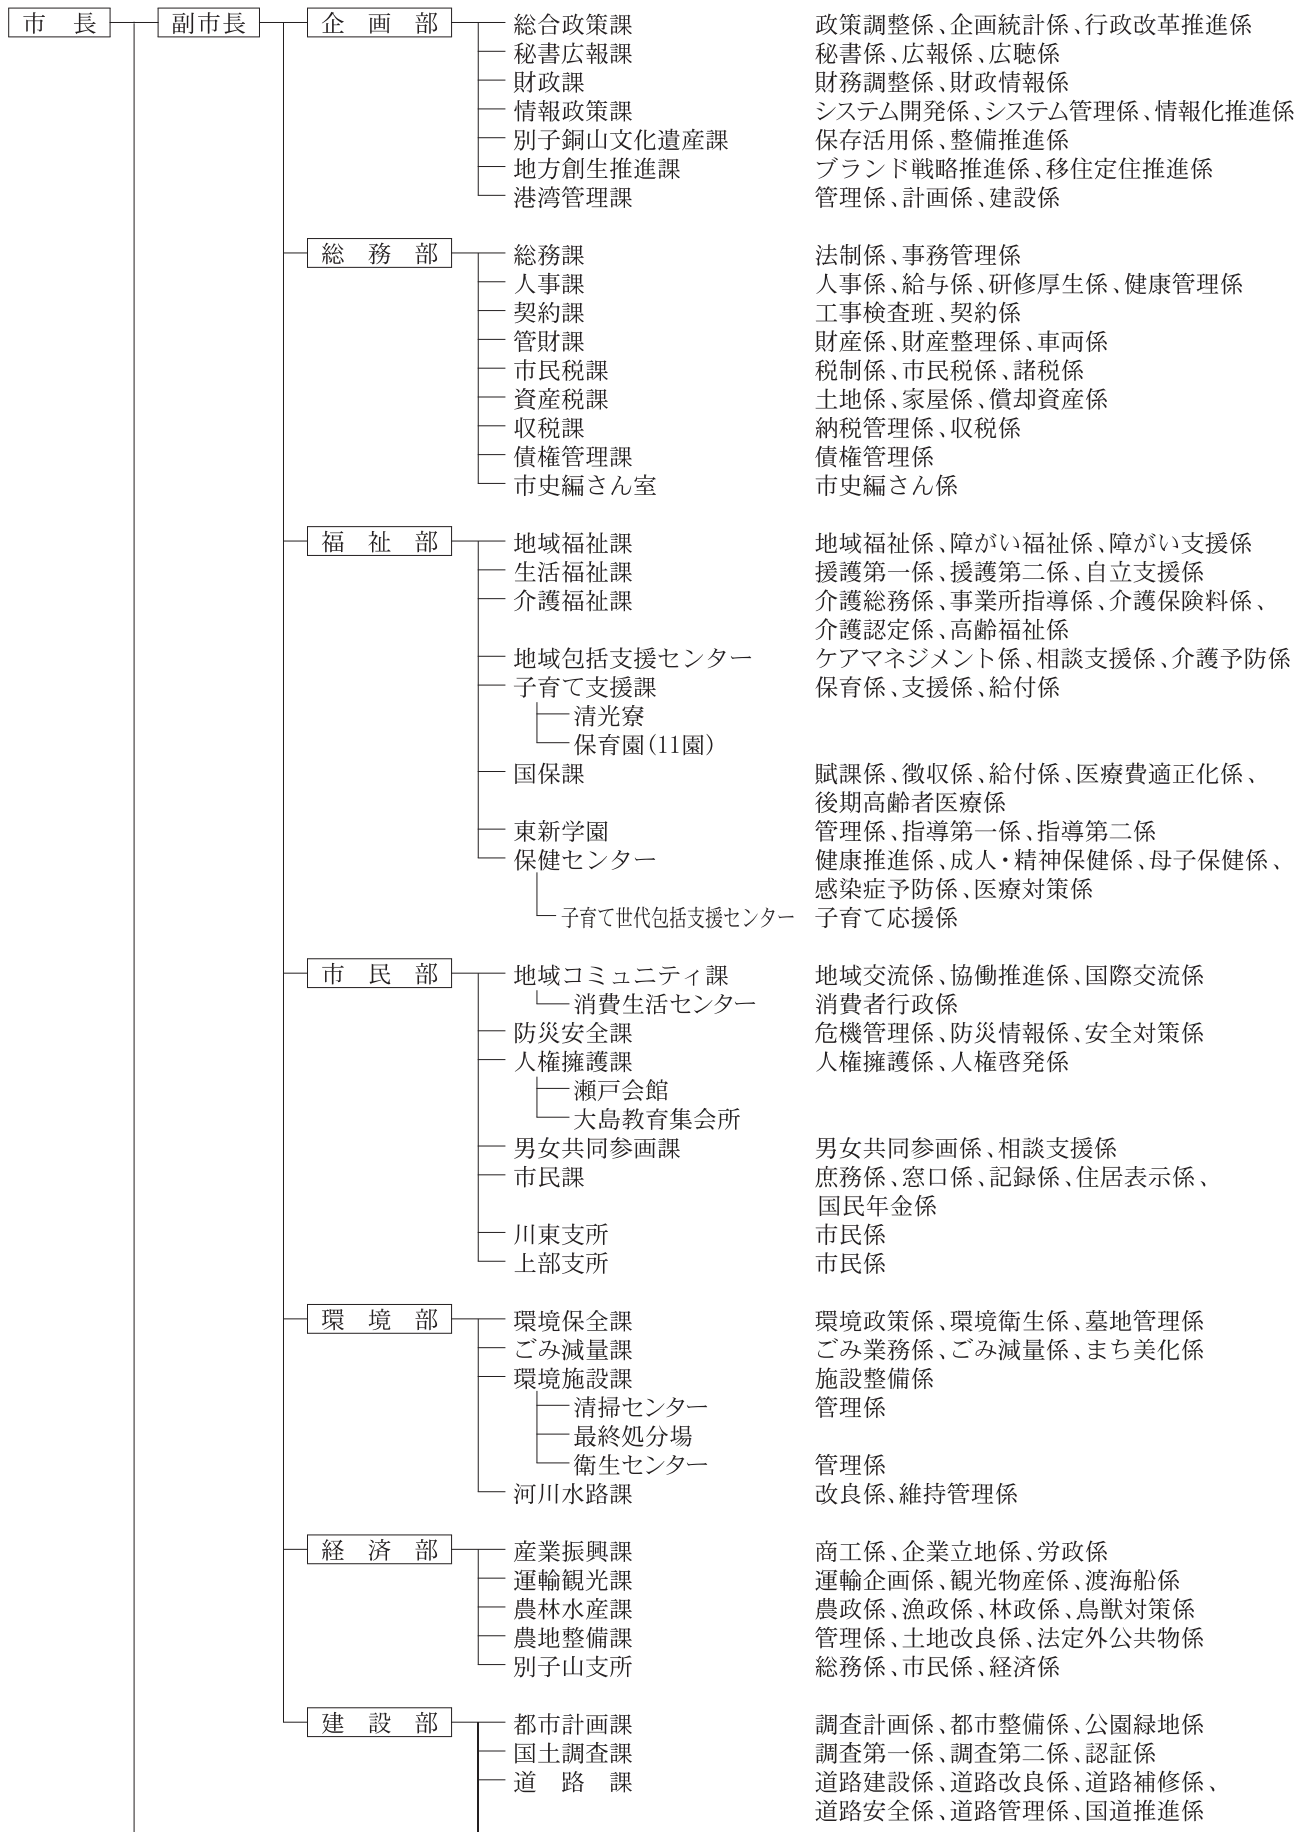 市長 副市長 企画部 総合政策課 政策調整係、企画統計係、行政改革推進係
秘書広報課 秘書係、広報係、広聴係
財政課 財務調整係、財政情報係
情報政策課 システム開発係、システム管理係、情報化推進係
別子銅山文化遺産課 保存活用係、整備推進係
地方創生推進課 ブランド戦略推進係、移住定住推進係
港湾管理課 管理係、計画係、建設係
総務部 総務課 法制係、事務管理係
人事課 人事係、給与係、研修厚生係、健康管理係
契約課 工事検査班、契約係
管財課 財産係、財産整理係、車両係
市民税課 税制係、市民税係、諸税係
資産税課 土地係、家屋係、償却資産係
収税課 納税管理係、収税係
債権管理課 債権管理係
市史編さん室 市史編さん係
福祉部 地域福祉課 地域福祉係、障がい福祉係、障がい支援係
生活福祉課 援護第一係、援護第二係、自立支援係
介護福祉課 介護総務係、事業所指導係、介護保険料係、
介護認定係、高齢福祉係
地域包括支援センター ケアマネジメント係、相談支援係、介護予防係
子育て支援課 保育係、支援係、給付係
清光寮
保育園(11園)
国保課 賦課係、徴収係、給付係、医療費適正化係、
後期高齢者医療係
東新学園 管理係、指導第一係、指導第二係
保健センター 健康推進係、成人・精神保健係、母子保健係、
感染症予防係、医療対策係
子育て世代包括支援センター 子育て応援係
市民部 地域コミュニティ課 地域交流係、協働推進係、国際交流係
消費生活センター 消費者行政係
防災安全課 危機管理係、防災情報係、安全対策係
人権擁護課 人権擁護係、人権啓発係
瀬戸会館
大島教育集会所
男女共同参画課 男女共同参画係、相談支援係
市民課 庶務係、窓口係、記録係、住居表示係、
国民年金係
川東支所 市民係
上部支所 市民係
環境部 環境保全課 環境政策係、環境衛生係、墓地管理係
ごみ減量課 ごみ業務係、ごみ減量係、まち美化係
環境施設課 施設整備係
清掃センター 管理係
最終処分場
衛生センター 管理係
河川水路課 改良係、維持管理係
経済部 産業振興課 商工係、企業立地係、労政係
運輸観光課 運輸企画係、観光物産係、渡海船係
農林水産課 農政係、漁政係、林政係、鳥獣対策係
農地整備課 管理係、土地改良係、法定外公共物係
別子山支所 総務係、市民係、経済係
建設部 都市計画課 調査計画係、都市整備係、公園緑地係
国土調査課 調査第一係、調査第二係、認証係
道路課 道路建設係、道路改良係、道路補修係、
道路安全係、道路管理係、国道推進係